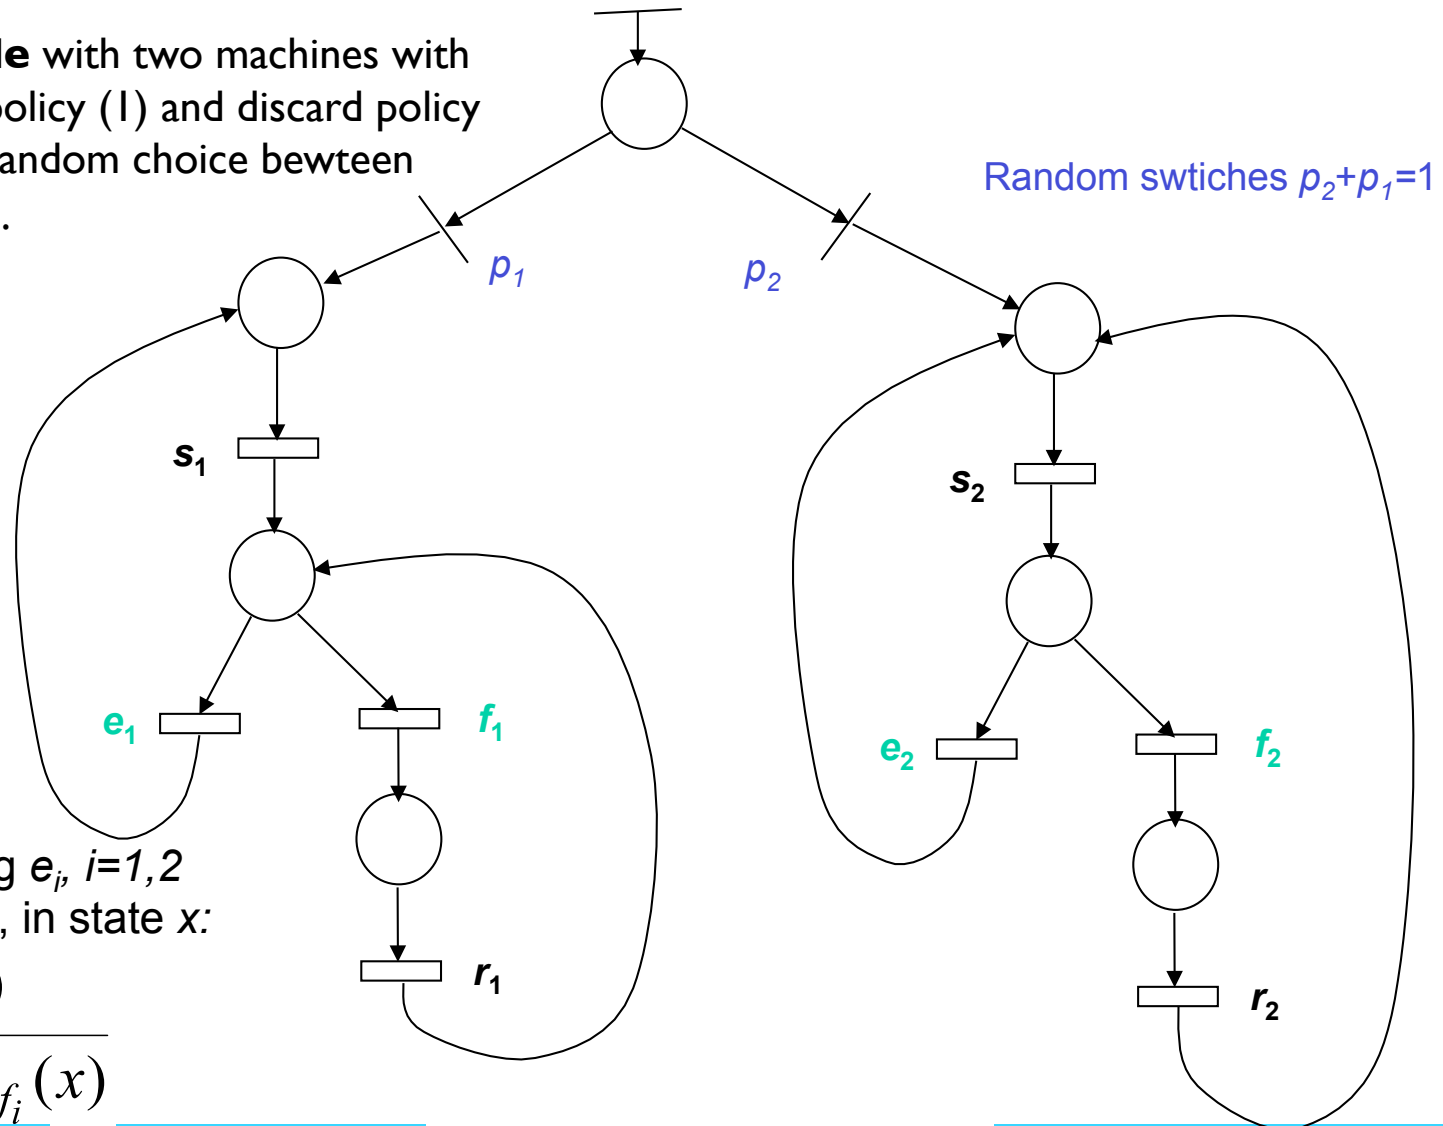 le with two machines with
policy (1) and discard policy
random choice bewteen
.
Random swtiches p2+p1=1
p1
p2
s1
s2
e1
f1
e2
f2
g ei, i=1,2
, in state x:
r1
r2
)
fi (x)